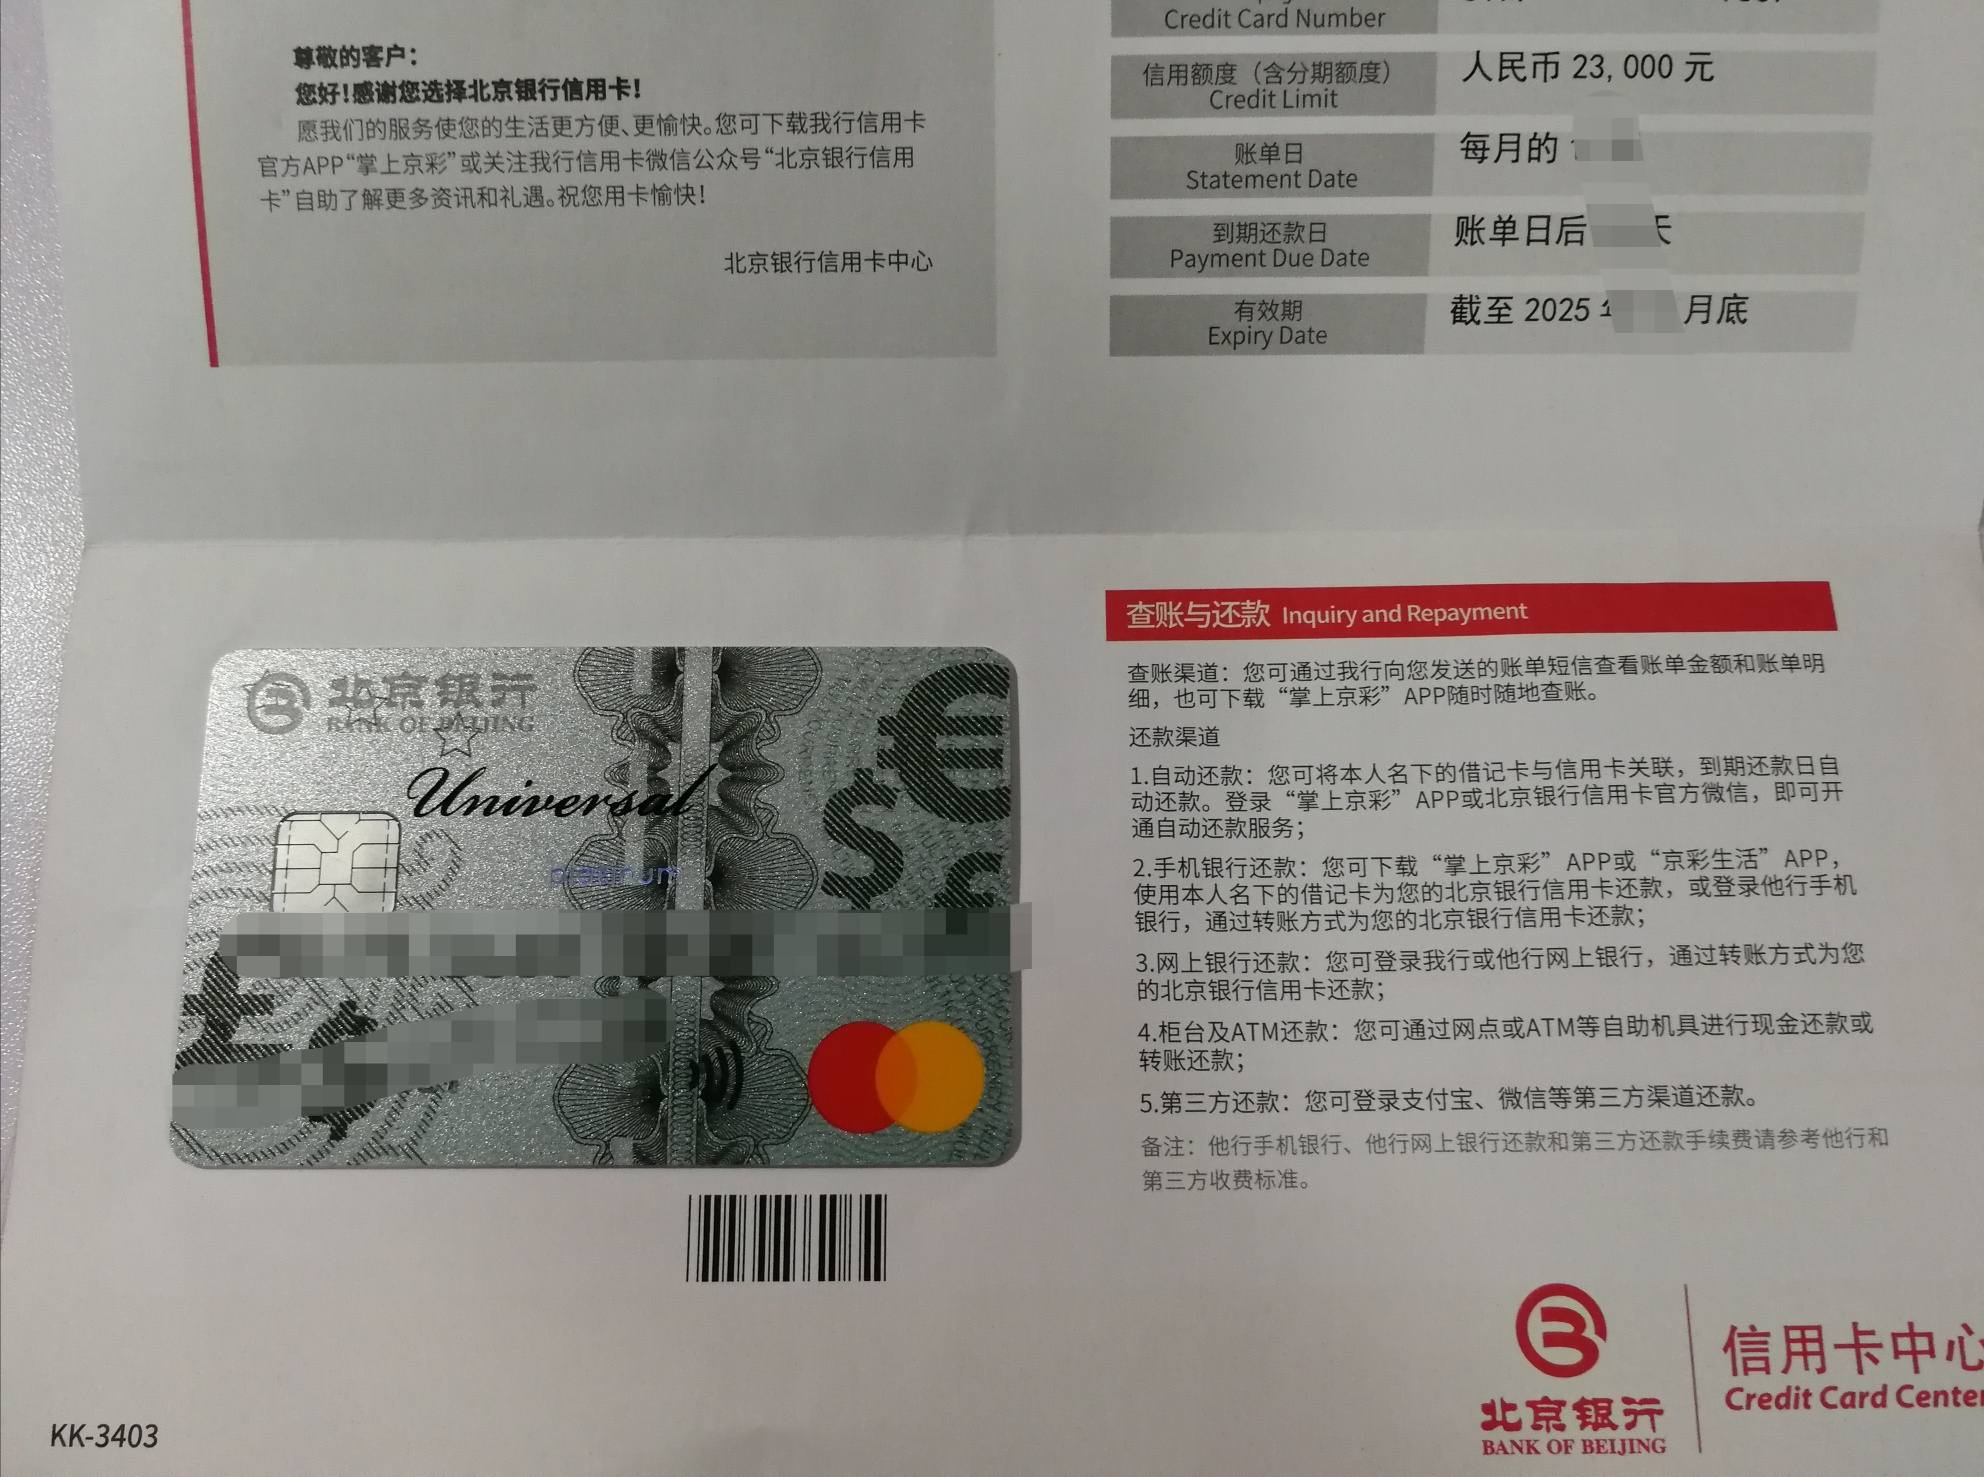 尊敬的客户：
您好！感谢您选择北京银行信用卡！
愿我们的服务使您的生活更方便、更愉快。您可下载我行信用卡
官方APP“掌上京彩”或关注我行信用卡微信公众号“北京银行信用
卡”自助了解更多资讯和礼遇。祝您用卡愉快！
北京银行信用卡中心
Credit Card Number
信用额度（含分期额度）
Credit Limit
人民币 23,000 元
账单日
Statement Date
每月的
到期还款日
Payment Due Date
账单日后 天
有效期
Expiry Date
截至 2025 年 月底
北京银行
BANK OF BEIJING
Universal
platinum
查账与还款 Inquiry and Repayment
查账渠道：您可通过我行向您发送的账单短信查看账单金额和账单明
细，也可下载“掌上京彩”APP随时随地查账。
还款渠道
1.自动还款：您可将本人名下的借记卡与信用卡关联，到期还款日自
动还款。登录“掌上京彩”APP或北京银行信用卡官方微信，即可开
通自动还款服务；
2.手机银行还款：您可下载“掌上京彩”APP或“京彩生活”APP，
使用本人名下的借记卡为您的北京银行信用卡还款，或登录他行手机
银行，通过转账方式为您的北京银行信用卡还款；
3.网上银行还款：您可登录我行或他行网上银行，通过转账方式为您
的北京银行信用卡还款；
4.柜台及ATM还款：您可通过网点或ATM等自助机具进行现金还款或
转账还款；
5.第三方还款：您可登录支付宝、微信等第三方渠道还款。
备注：他行手机银行、他行网上银行还款和第三方还款手续费请参考他行和
第三方收费标准。
KK-3403
北京银行
BANK OF BEIJING
信用卡中心
Credit Card Center